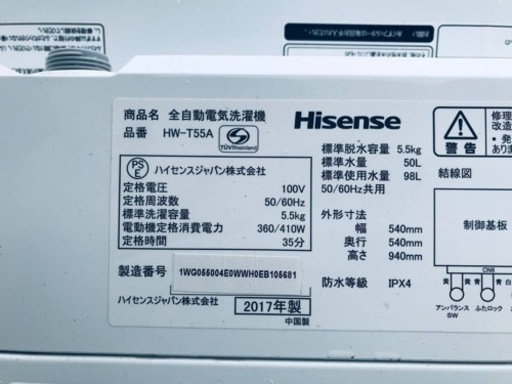 商品名 全自動電気洗濯機
品番 HW-T55A
TÜVRheinland
Hisense
PSE
ハイセンスジャパン株式会社
定格電圧 100V
定格周波数 50/60Hz
標準洗濯容量 5.5kg
電動機定格消費電力 360/410W
定格時間 35分
製造番号 1WG055004E0WWH0EB105681
ハイセンスジャパン株式会社
2017年製
中国製
標準脱水容量 5.5kg
標準水量 50L
標準使用水量 98L
50/60Hz共用
外形寸法
幅 540mm
奥行 540mm
高さ 940mm
防水等級 IPX4
警告
修理
改造
結線図
制御基板
CN6
黄 黄 黄 黄
アンバランス SW
ふたロック